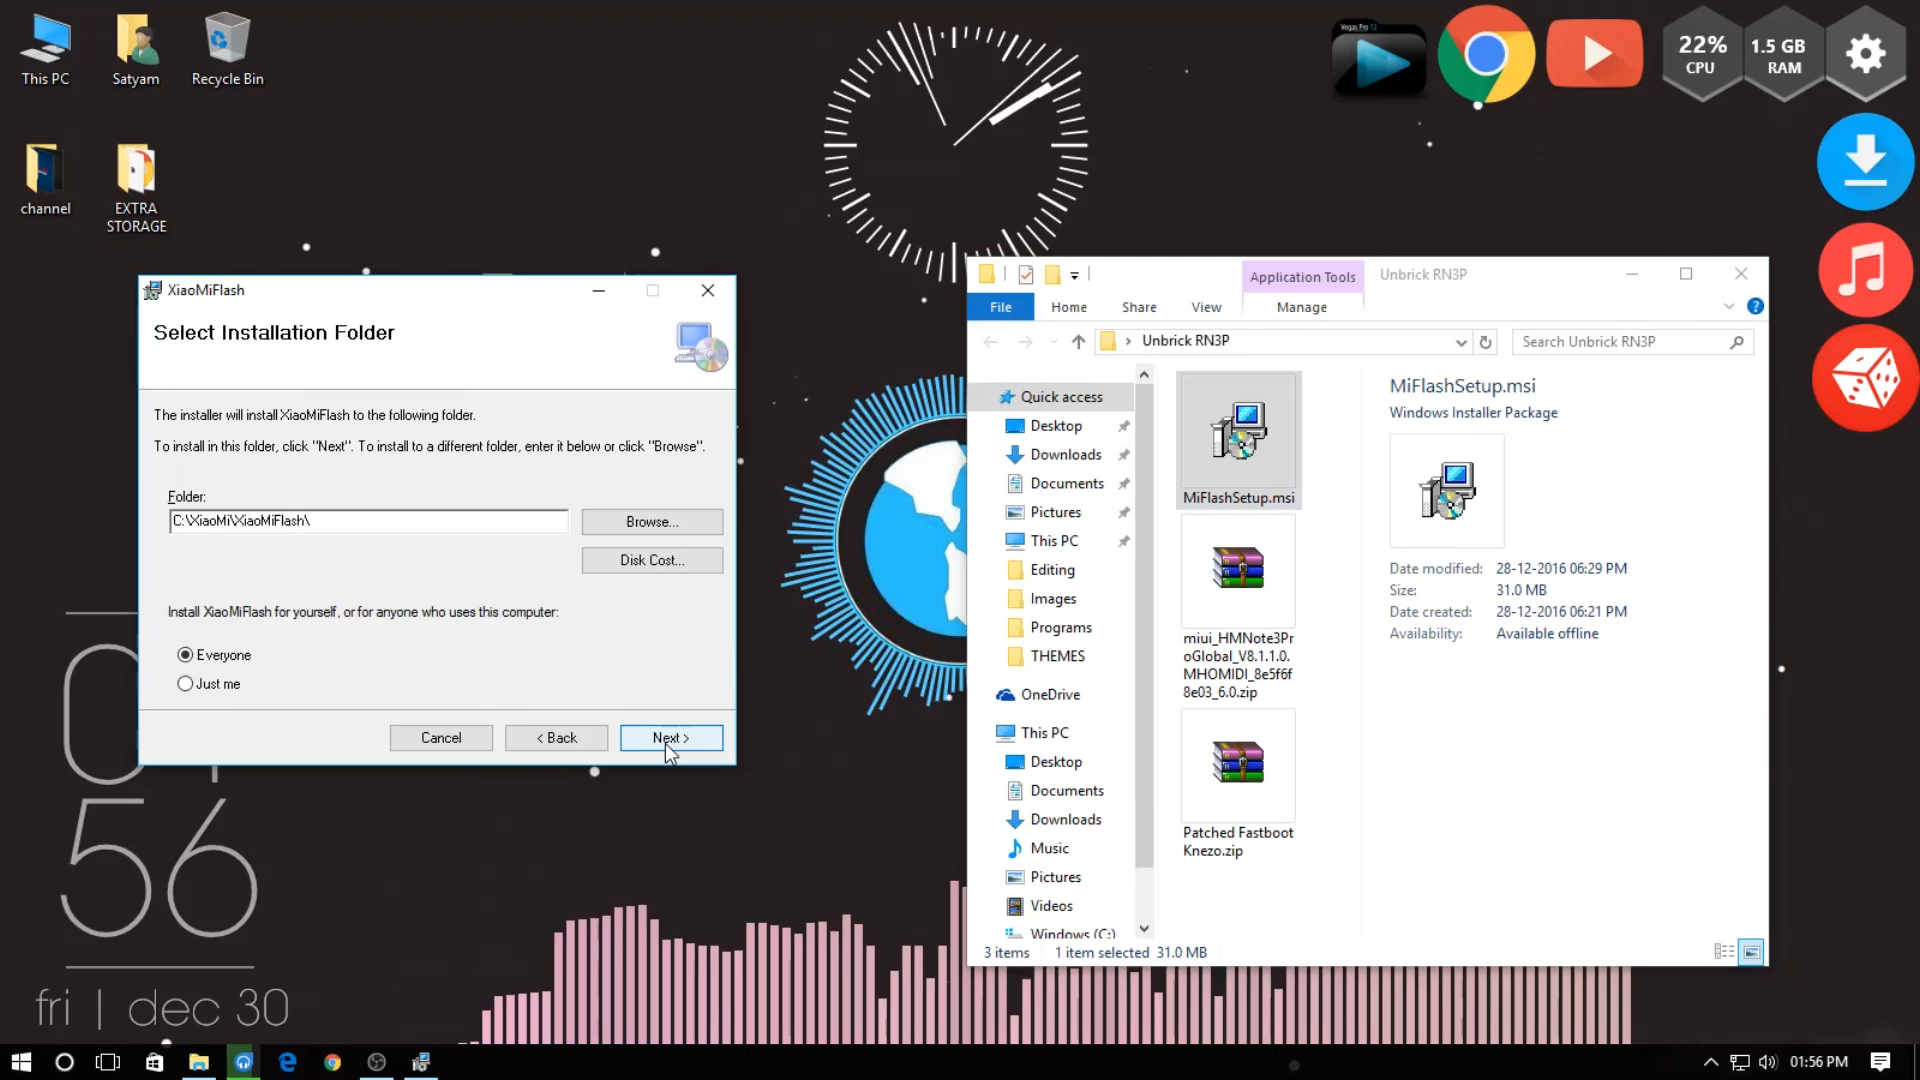 This PC
Satyam
Recycle Bin
channel
EXTRA
STORAGE
Vegas Pro 13
22%
CPU
1.5 GB
RAM
XiaoMiFlash
Select Installation Folder
The installer will install XiaoMiFlash to the following folder.
To install in this folder, click "Next". To install to a different folder, enter it below or click "Browse".
Folder:
C:\XiaoMi\XiaoMiFlash\
Browse...
Disk Cost...
Install XiaoMiFlash for yourself, or for anyone who uses this computer:
Everyone
Just me
Cancel
< Back
Next >
Application Tools
Unbrick RN3P
File
Home
Share
View
Manage
Unbrick RN3P
Search Unbrick RN3P
Quick access
Desktop
Downloads
Documents
Pictures
This PC
Editing
Images
Programs
THEMES
OneDrive
This PC
Desktop
Documents
Downloads
Music
Pictures
Videos
Windows (C:)
MiFlashSetup.msi
miui_HMNote3Pr
oGlobal_V8.1.1.0.
MHOMIDI_8e5f6f
8e03_6.0.zip
Patched Fastboot
Knezo.zip
MiFlashSetup.msi
Windows Installer Package
Date modified: 28-12-2016 06:29 PM
Size: 31.0 MB
Date created: 28-12-2016 06:21 PM
Availability: Available offline
3 items
1 item selected 31.0 MB
56
fri | dec 30
01:56 PM